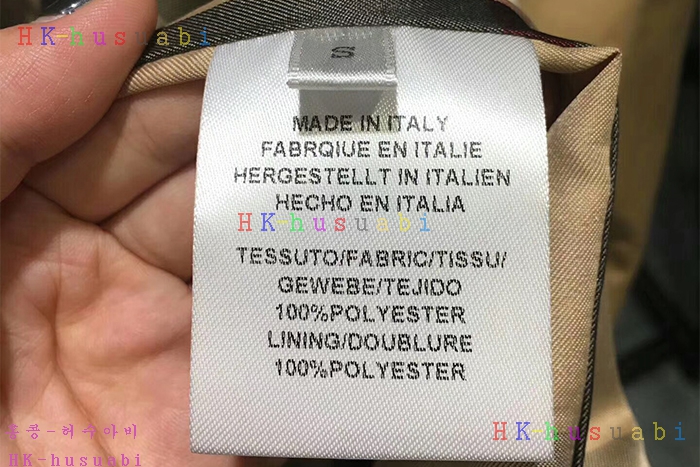 HK-husuabi
S
MADE IN ITALY
FABRQIUE EN ITALIE
HERGESTELLT IN ITALIEN
HECHO EN ITALIA
HK-husuabi
TESSUTO/FABRIC/TISSU/
GEWEBE/TEJIDO
100%POLYESTER
LINING/DOUBLURE
100%POLYESTER
HK-husuabi
홍콩-허수아비
HK-husuabi